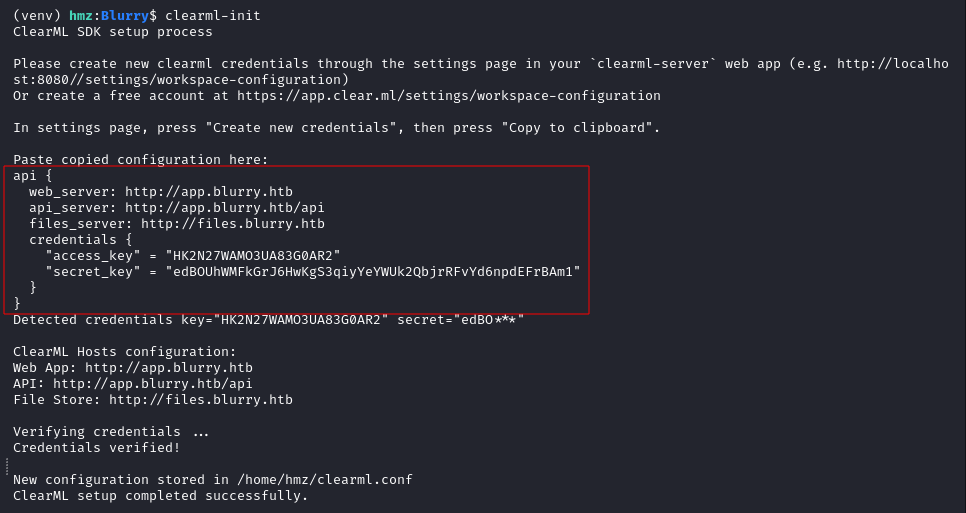 (venv) hmz:Blurry$ clearml-init
ClearML SDK setup process

Please create new clearml credentials through the settings page in your `clearml-server` web app (e.g. http://localho
st:8080//settings/workspace-configuration)
Or create a free account at https://app.clear.ml/settings/workspace-configuration

In settings page, press "Create new credentials", then press "Copy to clipboard".

Paste copied configuration here:
api {
  web_server: http://app.blurry.htb
  api_server: http://app.blurry.htb/api
  files_server: http://files.blurry.htb
  credentials {
    "access_key" = "HK2N27WAMO3UA83G0AR2"
    "secret_key" = "edBOUhWMFkGrJ6HwKgS3qiyYeYWUk2QbjrRFvYd6npdEFrBAm1"
  }
}
Detected credentials key="HK2N27WAMO3UA83G0AR2" secret="edBO***"

ClearML Hosts configuration:
Web App: http://app.blurry.htb
API: http://app.blurry.htb/api
File Store: http://files.blurry.htb

Verifying credentials ...
Credentials verified!

New configuration stored in /home/hmz/clearml.conf
ClearML setup completed successfully.